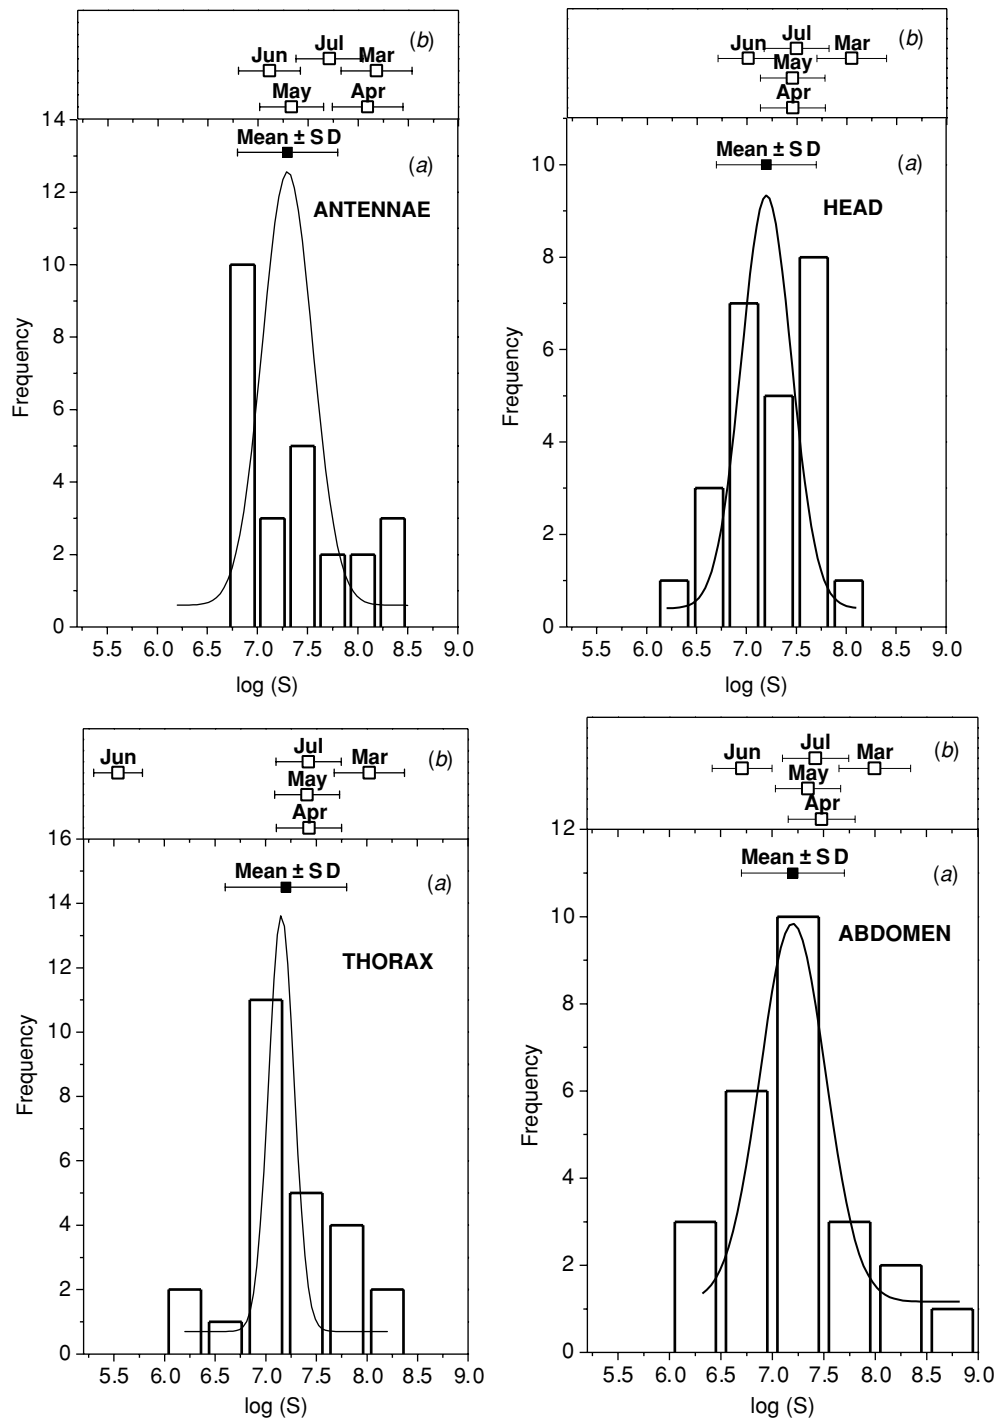 (b)
Jul
Jun
Mar
May
Apr
14
Mean ± SD
(a)
12
ANTENNAE
10
8
6
4
2
0
Frequency
5.5 6.0 6.5 7.0 7.5 8.0 8.5 9.0
log (S)
(b)
Jul
Jun
Mar
May
Apr
Mean ± SD
(a)
10
HEAD
8
6
4
2
0
Frequency
5.5 6.0 6.5 7.0 7.5 8.0 8.5 9.0
log (S)
(b)
Jul
Jun
Mar
May
Apr
16
Mean ± SD
(a)
14
THORAX
12
10
8
6
4
2
0
Frequency
5.5 6.0 6.5 7.0 7.5 8.0 8.5 9.0
log (S)
(b)
Jul
Jun
Mar
May
Apr
12
Mean ± SD
(a)
10
ABDOMEN
8
6
4
2
0
Frequency
5.5 6.0 6.5 7.0 7.5 8.0 8.5 9.0
log (S)